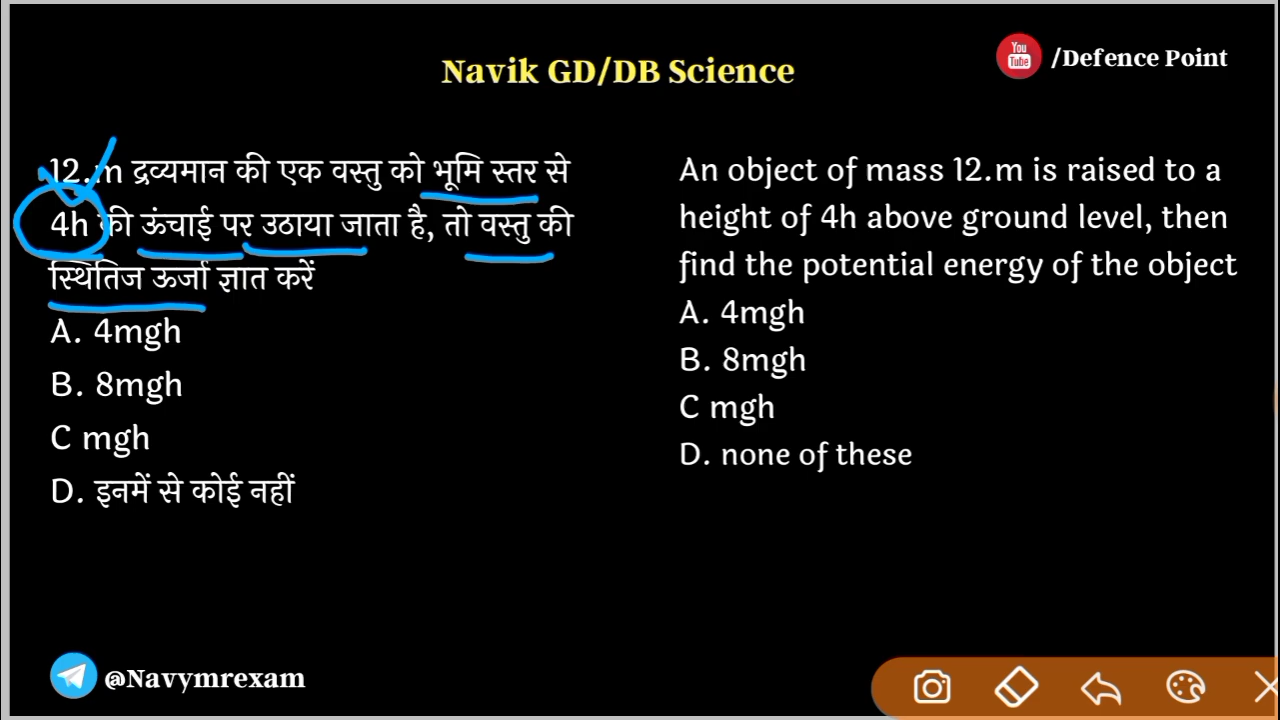 Navik GD/DB Science
You
Tube
/Defence Point
12.m द्रव्यमान की एक वस्तु को भूमि स्तर से
4h की ऊंचाई पर उठाया जाता है, तो वस्तु की
स्थितिज ऊर्जा ज्ञात करें
A. 4mgh
B. 8mgh
C mgh
D. इनमें से कोई नहीं
An object of mass 12.m is raised to a
height of 4h above ground level, then
find the potential energy of the object
A. 4mgh
B. 8mgh
C mgh
D. none of these
@Navymrexam